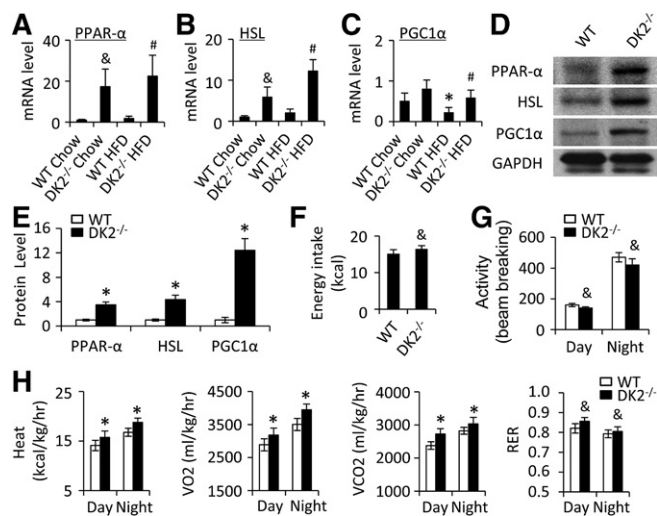 A
PPAR-α
mRNA level
40
20
0
&
#
WT Chow
DK2-/- Chow
WT HFD
DK2-/- HFD
B
HSL
mRNA level
15
10
5
0
&
#
WT Chow
DK2-/- Chow
WT HFD
DK2-/- HFD
C
PGC1α
mRNA level
2
1
0
*
#
WT Chow
DK2-/- Chow
WT HFD
DK2-/- HFD
D
WT
DK2-/-
PPAR-α
HSL
PGC1α
GAPDH
E
WT
DK2-/-
Protein Level
16
12
8
4
0
*
*
*
PPAR-α
HSL
PGC1α
F
Energy intake
(kcal)
20
10
0
&
WT
DK2-/-
G
WT
DK2-/-
Activity
(beam breaking)
600
400
200
0
&
&
Day
Night
H
Heat
(kcal/kg/hr)
25
15
5
*
*
Day Night
VO2 (ml/kg/hr)
4500
3500
2500
1500
*
*
Day Night
VCO2 (ml/kg/hr)
4000
3000
2000
1000
*
*
Day Night
WT
DK2-/-
RER
1.0
0.9
0.8
0.7
0.6
0.5
&
&
Day Night